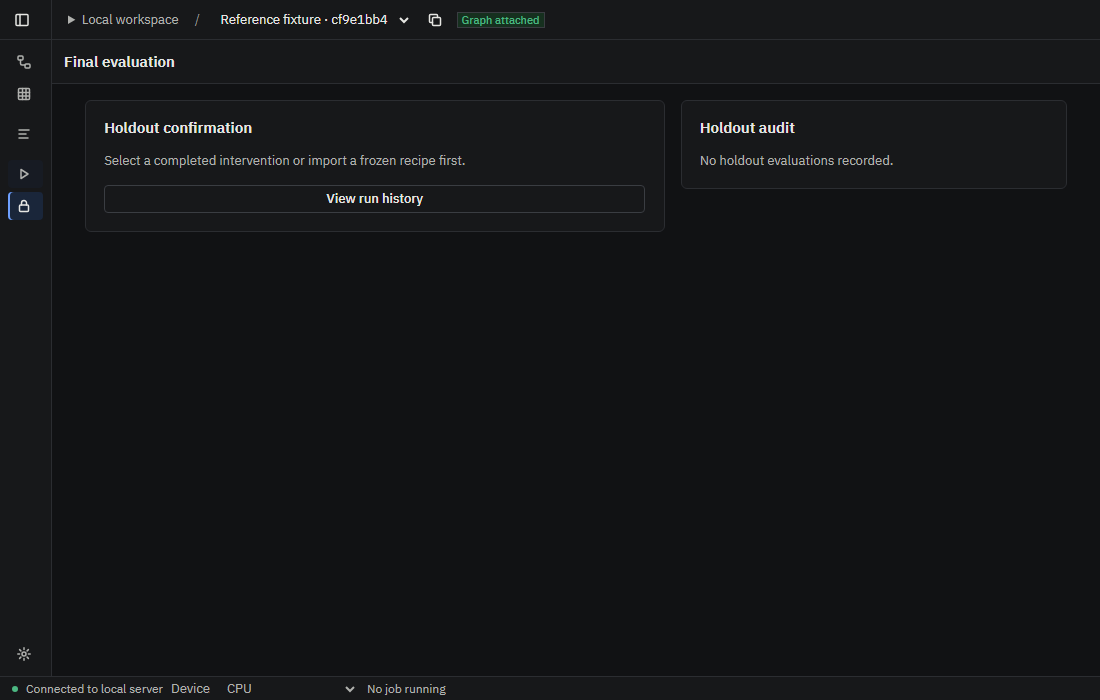 Local workspace / Reference fixture · cf9e1bb4 Graph attached
Final evaluation
Holdout confirmation
Select a completed intervention or import a frozen recipe first.
View run history
Holdout audit
No holdout evaluations recorded.
Connected to local server Device CPU No job running